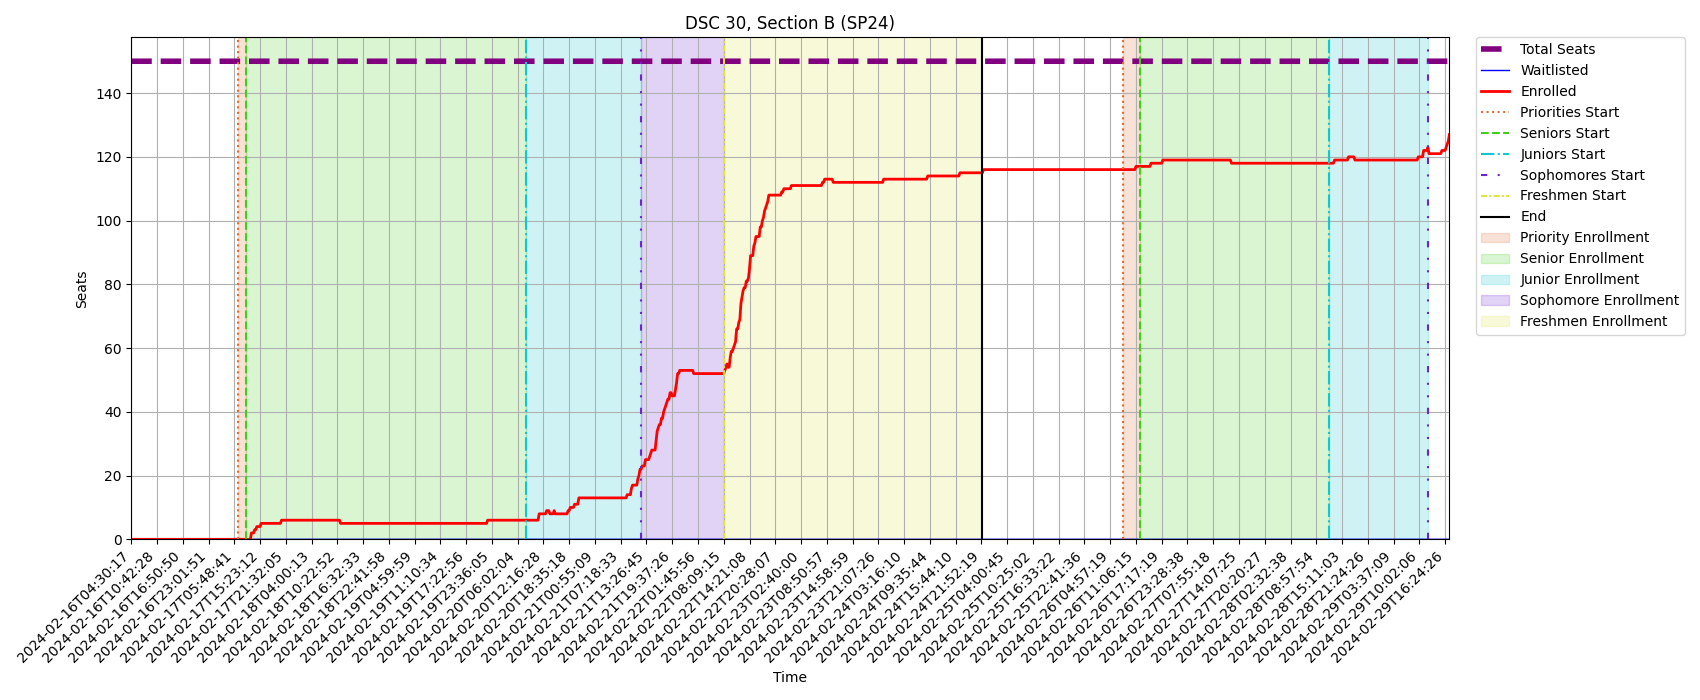 DSC 30, Section B (SP24)
Seats
140
120
100
80
60
40
20
0
2024-02-16T04:30:17
2024-02-16T10:42:28
2024-02-16T16:50:50
2024-02-16T23:01:51
2024-02-17T05:48:41
2024-02-17T15:23:12
2024-02-17T21:32:05
2024-02-18T04:00:13
2024-02-18T10:22:52
2024-02-18T16:32:33
2024-02-18T22:41:58
2024-02-19T04:59:59
2024-02-19T11:10:34
2024-02-19T17:22:56
2024-02-19T23:36:05
2024-02-20T06:02:04
2024-02-20T12:16:28
2024-02-20T18:35:18
2024-02-21T00:55:09
2024-02-21T07:18:33
2024-02-21T13:26:45
2024-02-21T19:37:26
2024-02-22T01:45:56
2024-02-22T08:09:15
2024-02-22T14:21:08
2024-02-22T20:28:07
2024-02-23T02:40:00
2024-02-23T08:50:57
2024-02-23T14:58:59
2024-02-23T21:07:26
2024-02-24T03:16:10
2024-02-24T09:35:44
2024-02-24T15:44:10
2024-02-24T21:52:19
2024-02-25T04:00:45
2024-02-25T10:25:02
2024-02-25T16:33:22
2024-02-25T22:41:36
2024-02-26T04:57:19
2024-02-26T11:06:15
2024-02-26T17:17:19
2024-02-26T23:28:38
2024-02-27T07:55:18
2024-02-27T14:07:25
2024-02-27T20:20:27
2024-02-28T02:32:38
2024-02-28T08:57:54
2024-02-28T15:11:03
2024-02-28T21:24:26
2024-02-29T03:37:09
2024-02-29T10:02:06
2024-02-29T16:24:26
Time
Total Seats
Waitlisted
Enrolled
Priorities Start
Seniors Start
Juniors Start
Sophomores Start
Freshmen Start
End
Priority Enrollment
Senior Enrollment
Junior Enrollment
Sophomore Enrollment
Freshmen Enrollment